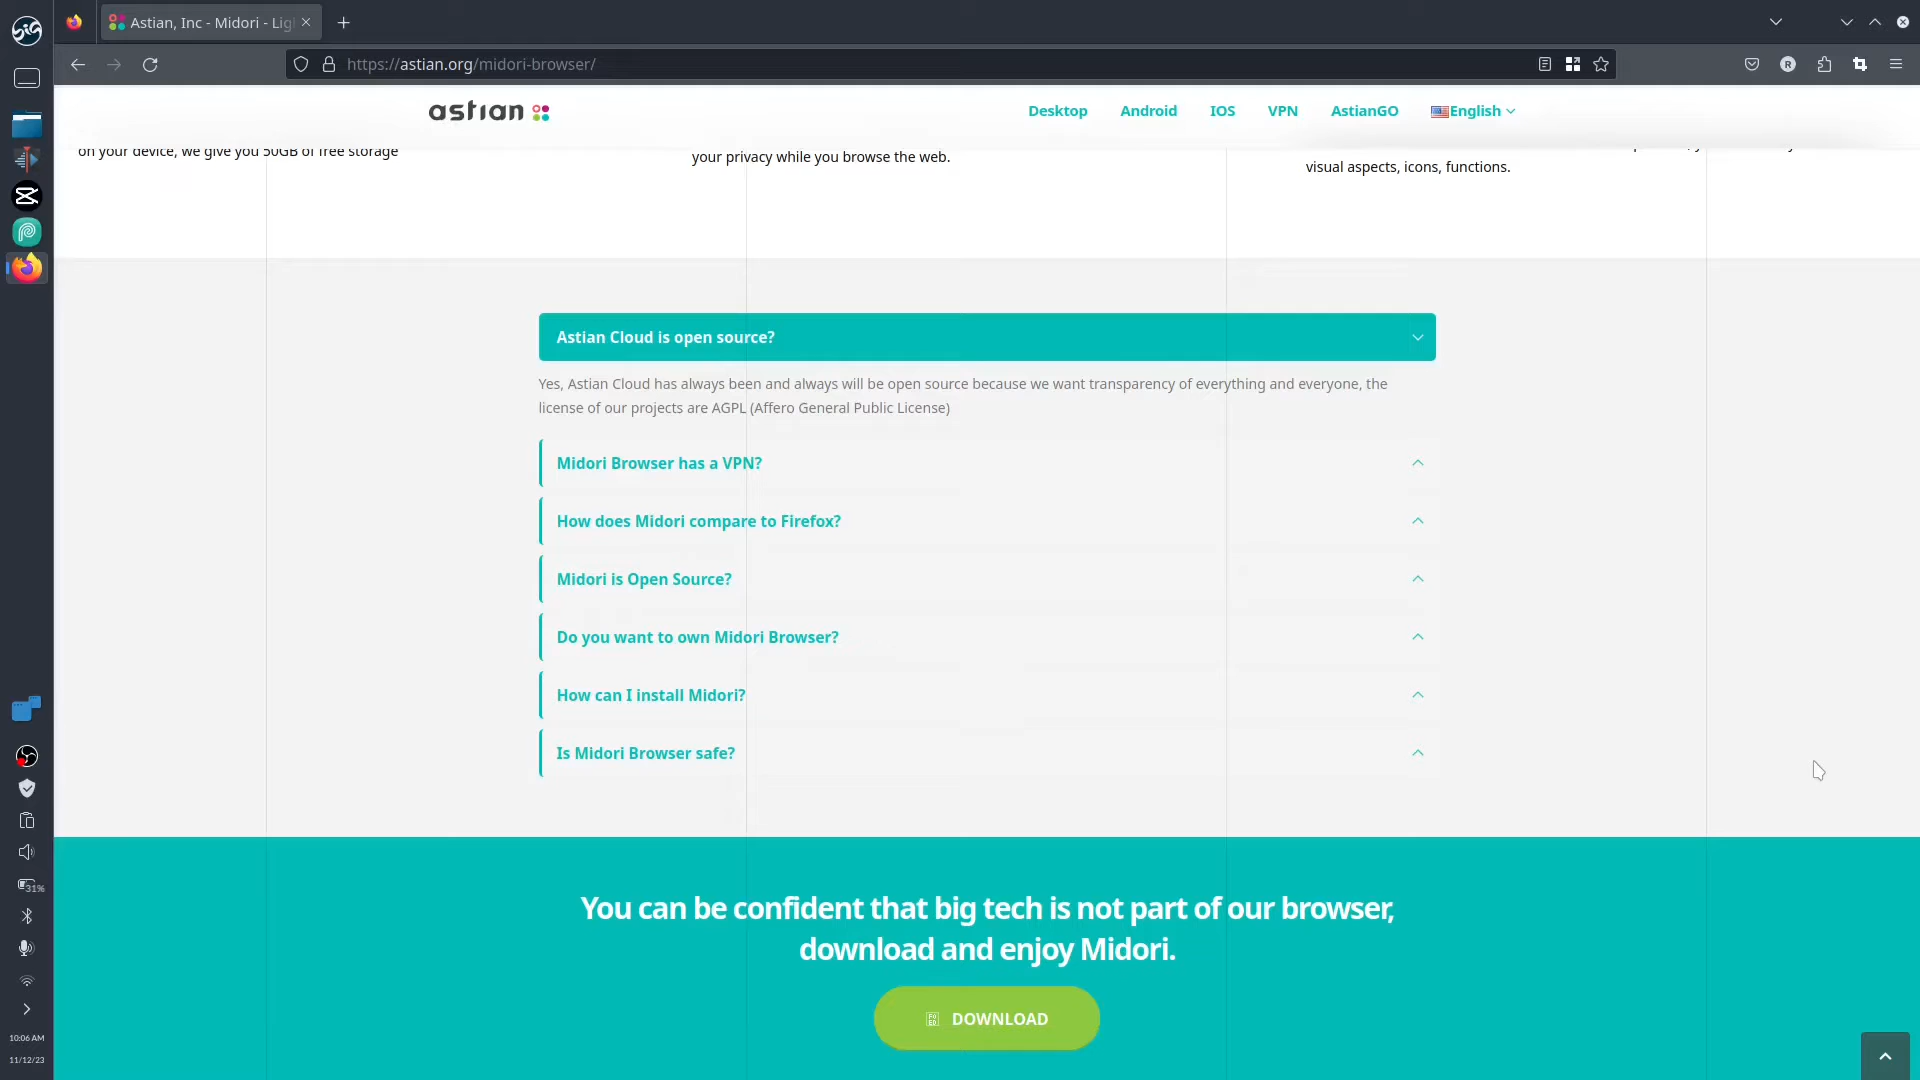 Astian, Inc - Midori - Lig
https://astian.org/midori-browser/
R
astian
Desktop
Android
IOS
VPN
AstianGO
English
on your device, we give you 50GB of free storage
your privacy while you browse the web.
visual aspects, icons, functions.
Astian Cloud is open source?
Yes, Astian Cloud has always been and always will be open source because we want transparency of everything and everyone, the
license of our projects are AGPL (Affero General Public License)
Midori Browser has a VPN?
How does Midori compare to Firefox?
Midori is Open Source?
Do you want to own Midori Browser?
How can I install Midori?
Is Midori Browser safe?
You can be confident that big tech is not part of our browser,
download and enjoy Midori.
DOWNLOAD
31%
10:06 AM
11/12/23